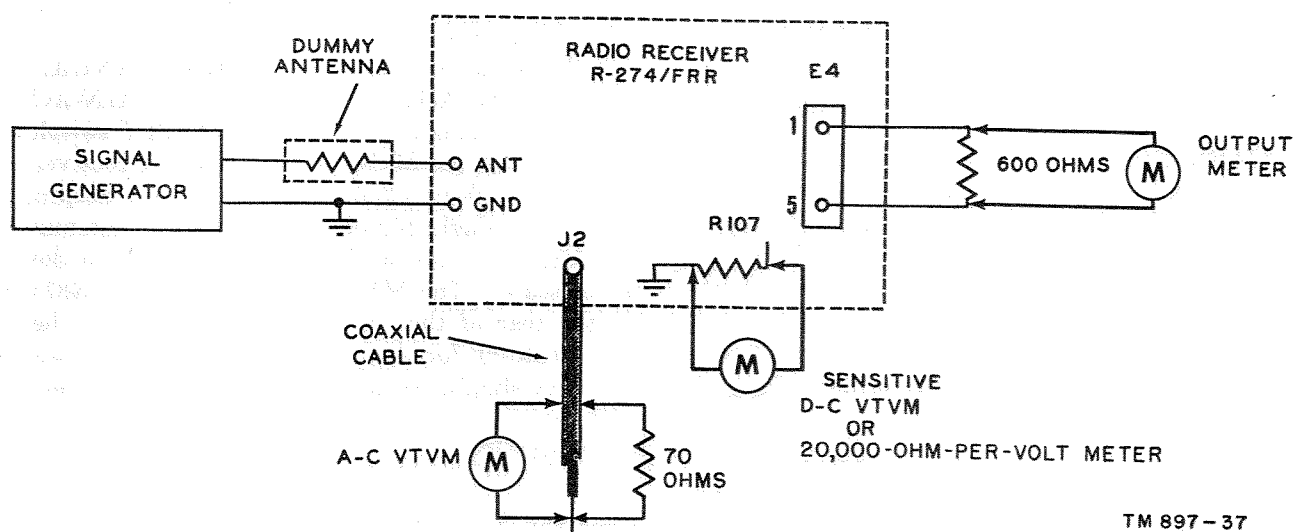 DUMMY
ANTENNA
RADIO RECEIVER
R-274/FRR
E4
SIGNAL
GENERATOR
ANT
GND
1
5
600 OHMS
M
OUTPUT
METER
J2
R107
COAXIAL
CABLE
M
SENSITIVE
D-C VTVM
OR
20,000-OHM-PER-VOLT METER
A-C VTVM
M
70
OHMS
TM 897-37